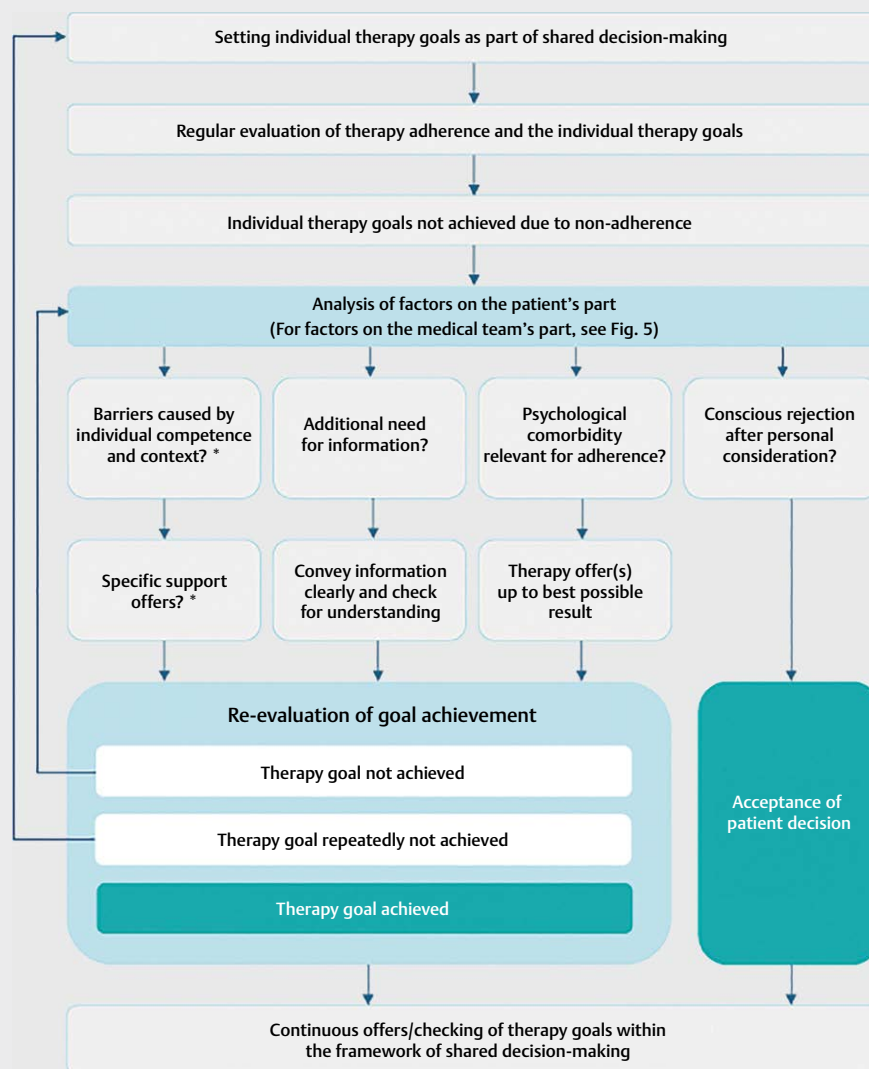 Setting individual therapy goals as part of shared decision-making
Regular evaluation of therapy adherence and the individual therapy goals
Individual therapy goals not achieved due to non-adherence
Analysis of factors on the patient's part
(For factors on the medical team's part, see Fig. 5)
Barriers caused by
individual competence
and context? *
Additional need
for information?
Psychological
comorbidity
relevant for adherence?
Conscious rejection
after personal
consideration?
Specific support
offers? *
Convey information
clearly and check
for understanding
Therapy offer(s)
up to best possible
result
Re-evaluation of goal achievement
Therapy goal not achieved
Therapy goal repeatedly not achieved
Therapy goal achieved
Acceptance of
patient decision
Continuous offers/checking of therapy goals within
the framework of shared decision-making